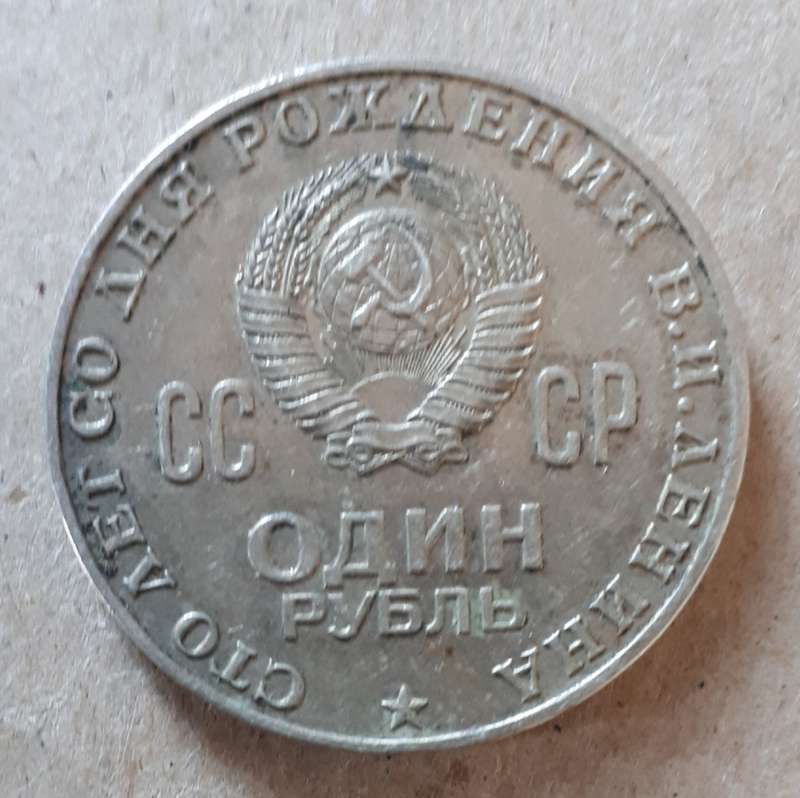 СТО ЛЕТ СО ДНЯ РОЖДЕНИЯ В.И.ЛЕНИНА
СС СР
ОДИН
РУБЛЬ